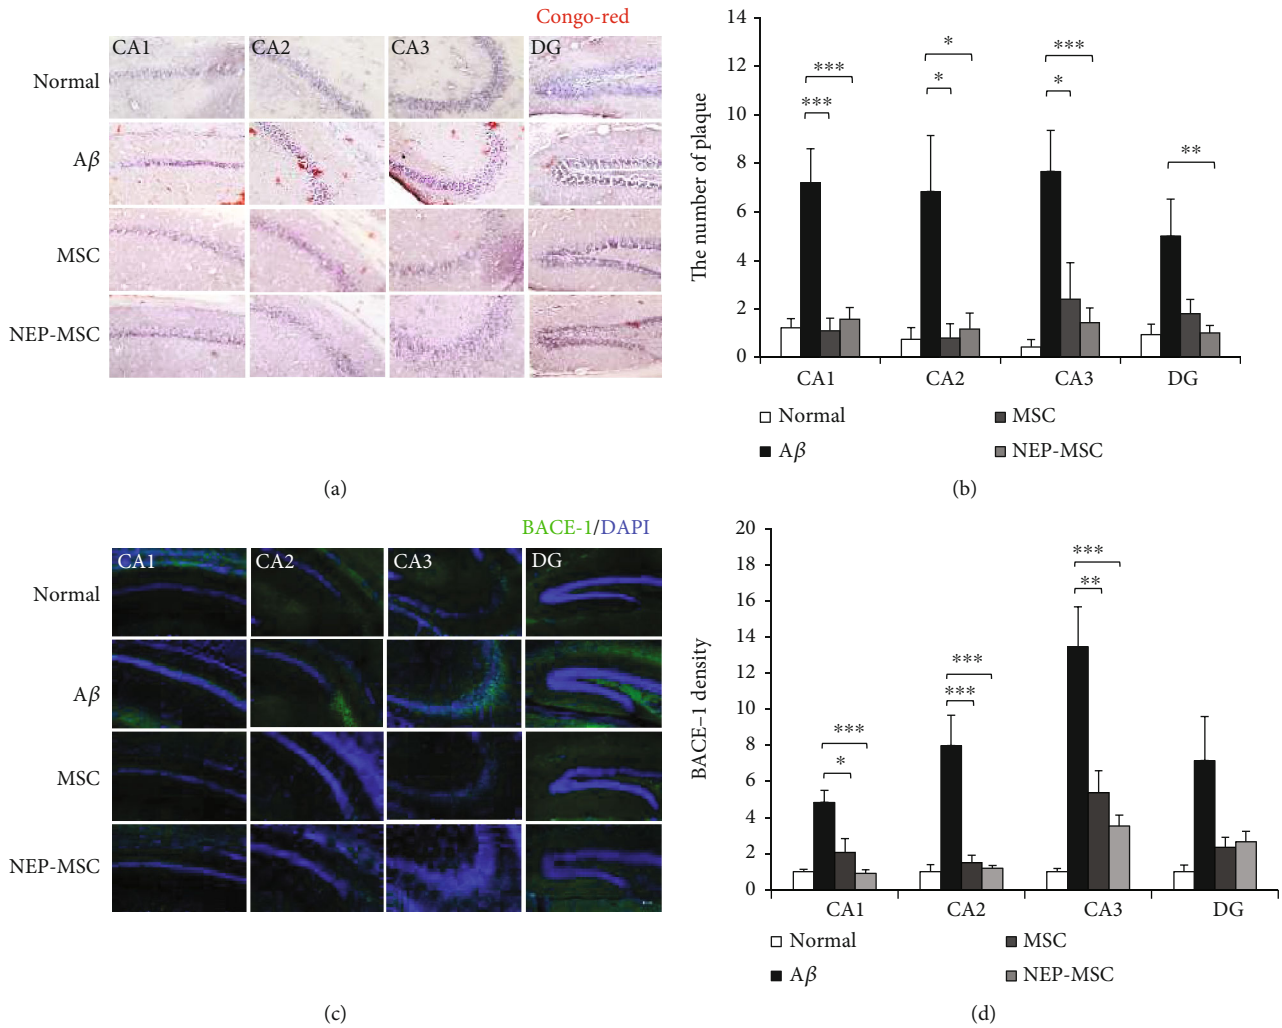 Congo-red
CA1 CA2 CA3 DG
Normal
Aβ
MSC
NEP-MSC
(a)
The number of plaque
14
12
10
8
6
4
2
0
*** *** * * *** * **
CA1 CA2 CA3 DG
Normal MSC
Aβ NEP-MSC
(b)
BACE-1/DAPI
CA1 CA2 CA3 DG
Normal
Aβ
MSC
NEP-MSC
(c)
BACE–1 density
20
18
16
14
12
10
8
6
4
2
0
*** * *** *** *** **
CA1 CA2 CA3 DG
Normal MSC
Aβ NEP-MSC
(d)